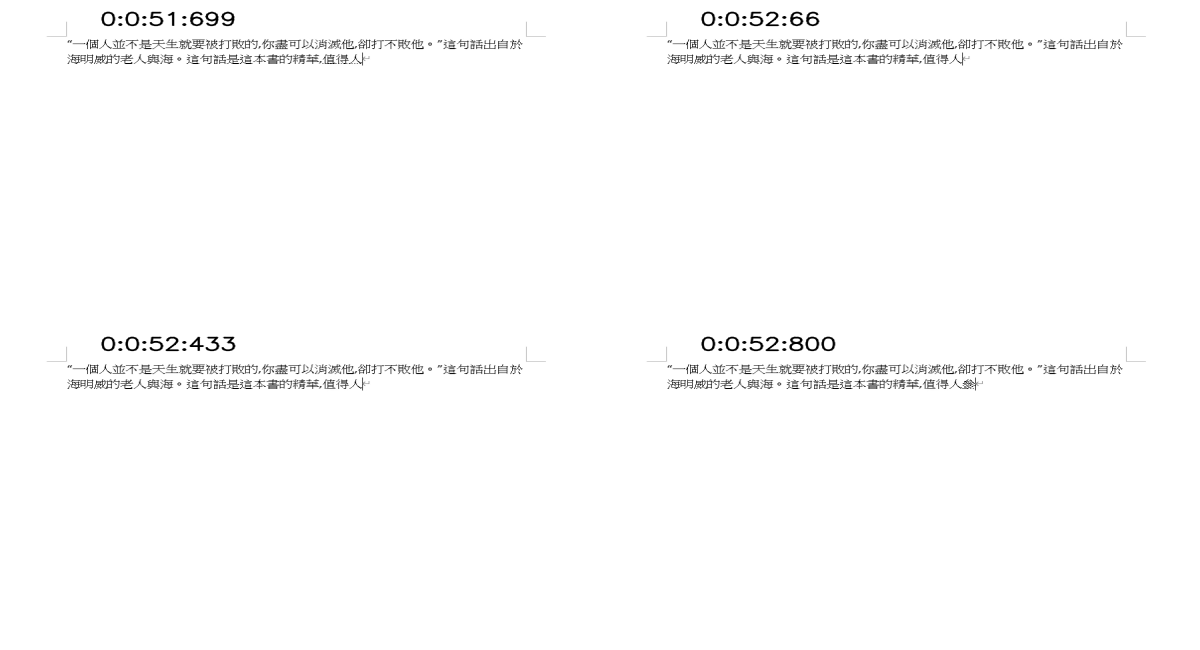 0:0:51:699
“一個人並不是天生就要被打敗的,你盡可以消滅他,卻打不敗他。”這句話出自於
海明威的老人與海。這句話是這本書的精華,值得人
0:0:52:66
“一個人並不是天生就要被打敗的,你盡可以消滅他,卻打不敗他。”這句話出自於
海明威的老人與海。這句話是這本書的精華,值得人
0:0:52:433
“一個人並不是天生就要被打敗的,你盡可以消滅他,卻打不敗他。”這句話出自於
海明威的老人與海。這句話是這本書的精華,值得人
0:0:52:800
“一個人並不是天生就要被打敗的,你盡可以消滅他,卻打不敗他。”這句話出自於
海明威的老人與海。這句話是這本書的精華,值得人參